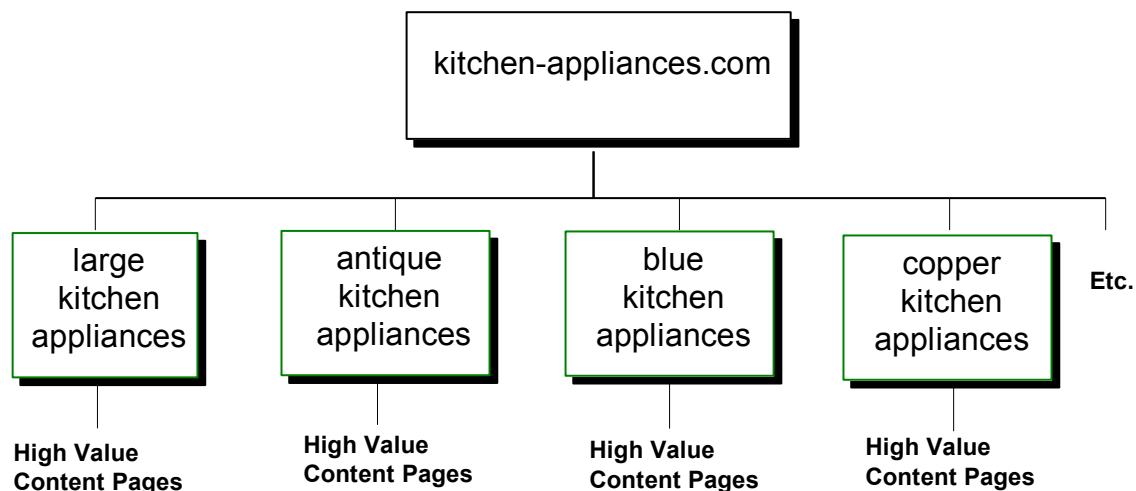 kitchen-appliances.com
large
kitchen
appliances
antique
kitchen
appliances
blue
kitchen
appliances
copper
kitchen
appliances
Etc.
High Value
Content Pages
High Value
Content Pages
High Value
Content Pages
High Value
Content Pages